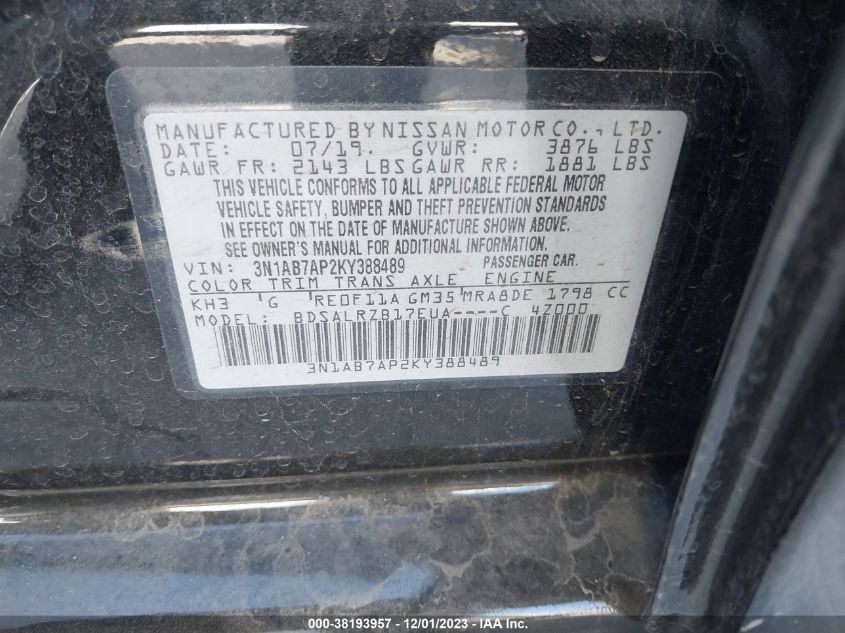 MANUFACTURED BY NISSAN MOTOR CO., LTD.
DATE: 07/19. GVWR: 3876 LBS
GAWR FR: 2143 LBS GAWR RR: 1881 LBS
THIS VEHICLE CONFORMS TO ALL APPLICABLE FEDERAL MOTOR
VEHICLE SAFETY, BUMPER AND THEFT PREVENTION STANDARDS
IN EFFECT ON THE DATE OF MANUFACTURE SHOWN ABOVE.
SEE OWNER'S MANUAL FOR ADDITIONAL INFORMATION.
VIN: 3N1AB7AP2KY388489 PASSENGER CAR.
COLOR TRIM TRANS AXLE ENGINE
KH3 G RE0F11A GM35 MRA8DE 1798 CC
MODEL: BDSALRZB17EUA----C 4Z000
3N1AB7AP2KY388489
000-38193957 - 12/01/2023 - ©2023 IAA Inc.